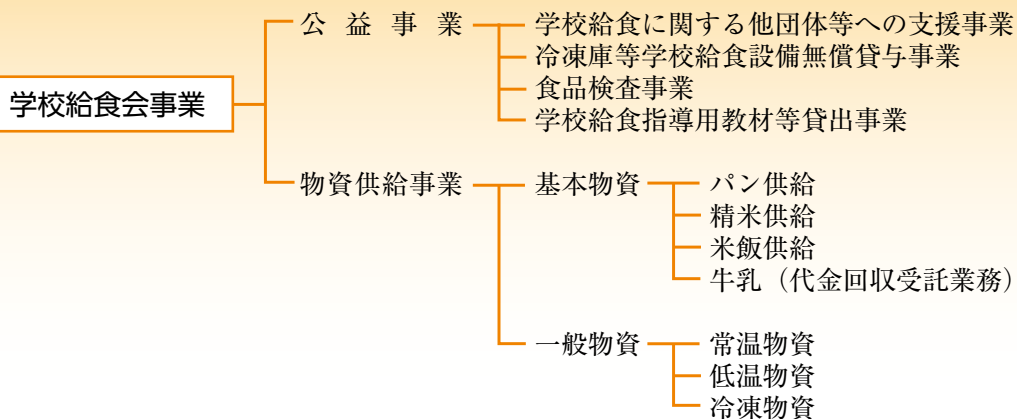 学校給食会事業
公益事業
学校給食に関する他団体等への支援事業
冷凍庫等学校給食設備無償貸与事業
食品検査事業
学校給食指導用教材等貸出事業
物資供給事業
基本物資
パン供給
精米供給
米飯供給
牛乳（代金回収受託業務）
一般物資
常温物資
低温物資
冷凍物資